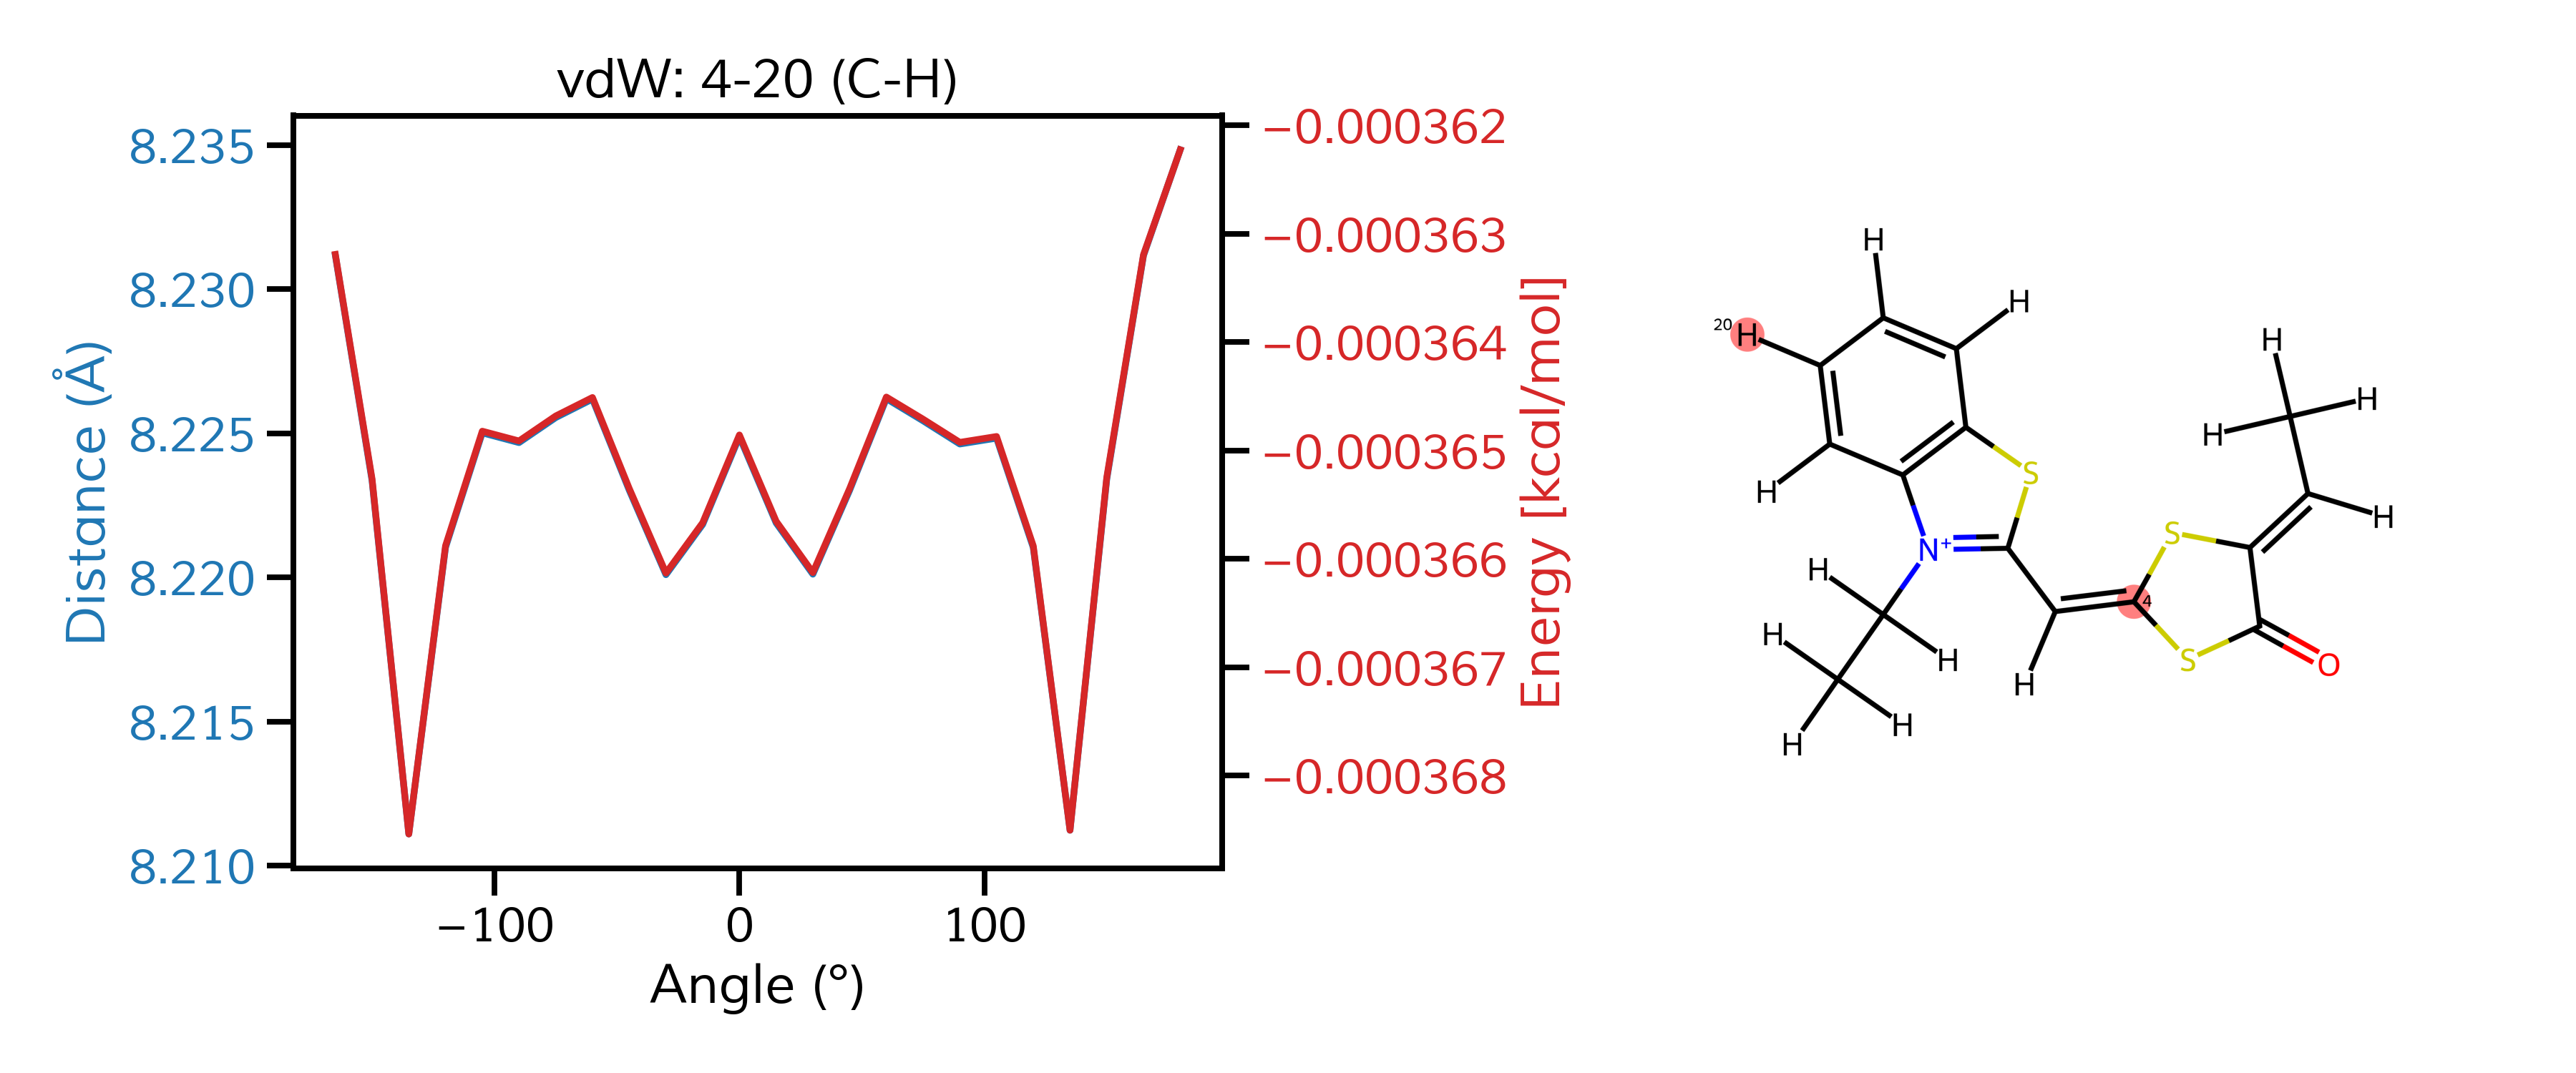 vdW: 4-20 (C-H)
Distance (Å)
8.235
8.230
8.225
8.220
8.215
8.210
−100
0
100
Angle (°)
−0.000362
−0.000363
−0.000364
−0.000365
−0.000366
−0.000367
−0.000368
Energy [kcal/mol]
H
H
20 H
H
H
S
H
H
H
S
H
N+
H
4
H
H
S
O
H
H
H